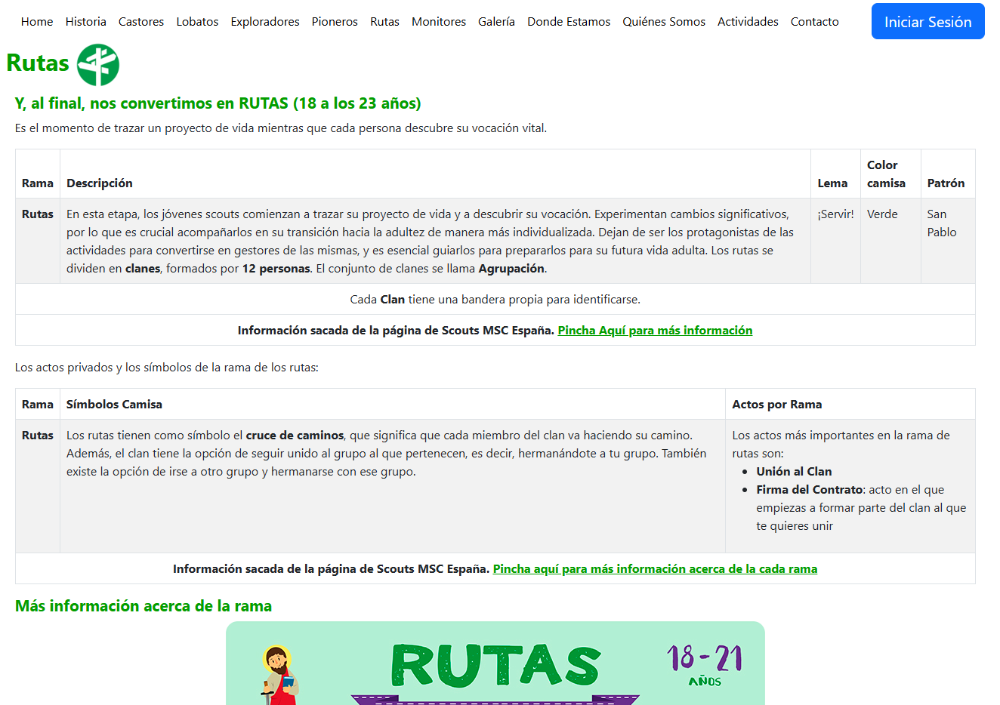 Home Historia Castores Lobatos Exploradores Pioneros Rutas Monitores Galería Donde Estamos Quiénes Somos Actividades Contacto Iniciar Sesión
Rutas
Y, al final, nos convertimos en RUTAS (18 a los 23 años)
Es el momento de trazar un proyecto de vida mientras que cada persona descubre su vocación vital.
Rama Descripción Lema Color camisa Patrón
Rutas
En esta etapa, los jóvenes scouts comienzan a trazar su proyecto de vida y a descubrir su vocación. Experimentan cambios significativos,
por lo que es crucial acompañarlos en su transición hacia la adultez de manera más individualizada. Dejan de ser los protagonistas de las
actividades para convertirse en gestores de las mismas, y es esencial guiarlos para prepararlos para su futura vida adulta. Los rutas se
dividen en clanes, formados por 12 personas. El conjunto de clanes se llama Agrupación.
¡Servir!
Verde
San
Pablo
Cada Clan tiene una bandera propia para identificarse.
Información sacada de la página de Scouts MSC España. Pincha Aquí para más información
Los actos privados y los símbolos de la rama de los rutas:
Rama Símbolos Camisa Actos por Rama
Rutas
Los rutas tienen como símbolo el cruce de caminos, que significa que cada miembro del clan va haciendo su camino.
Además, el clan tiene la opción de seguir unido al grupo al que pertenecen, es decir, hermanándote a tu grupo. También
existe la opción de irse a otro grupo y hermanarse con ese grupo.
Los actos más importantes en la rama de
rutas son:
• Unión al Clan
• Firma del Contrato: acto en el que
empiezas a formar parte del clan al que
te quieres unir
Información sacada de la página de Scouts MSC España. Pincha aquí para más información acerca de la cada rama
Más información acerca de la rama
RUTAS
18-21
AÑOS